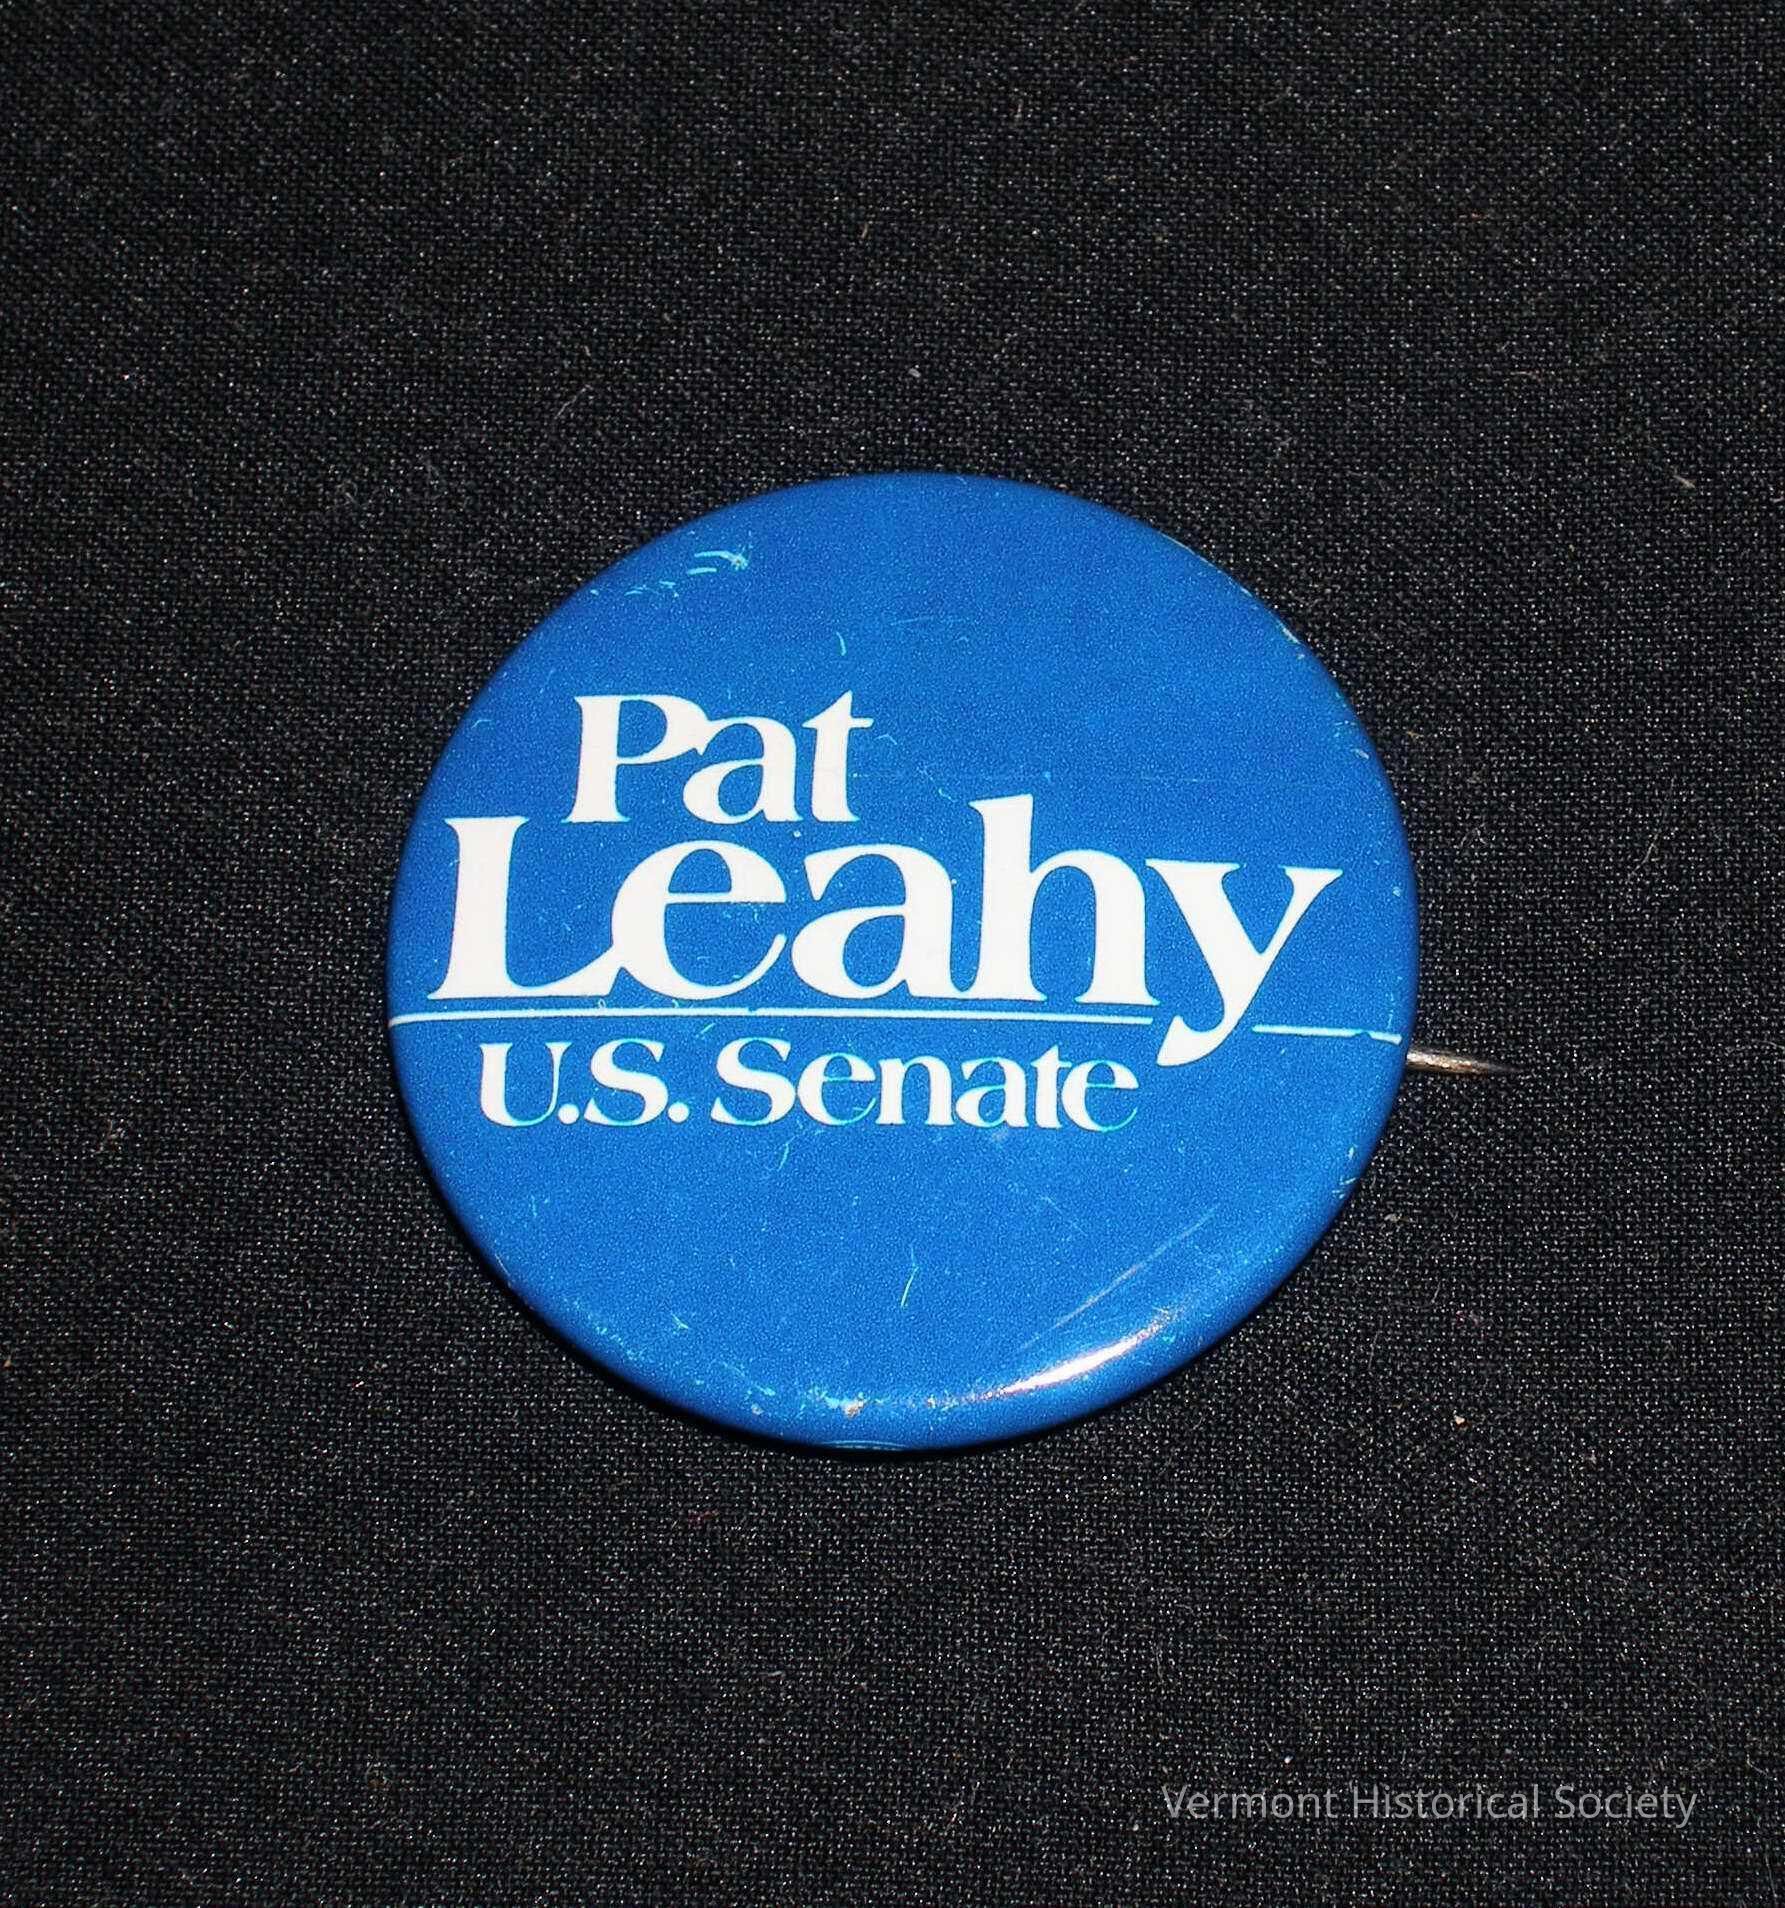 Pat
Leahy
U.S. Senate
Vermont Historical Society